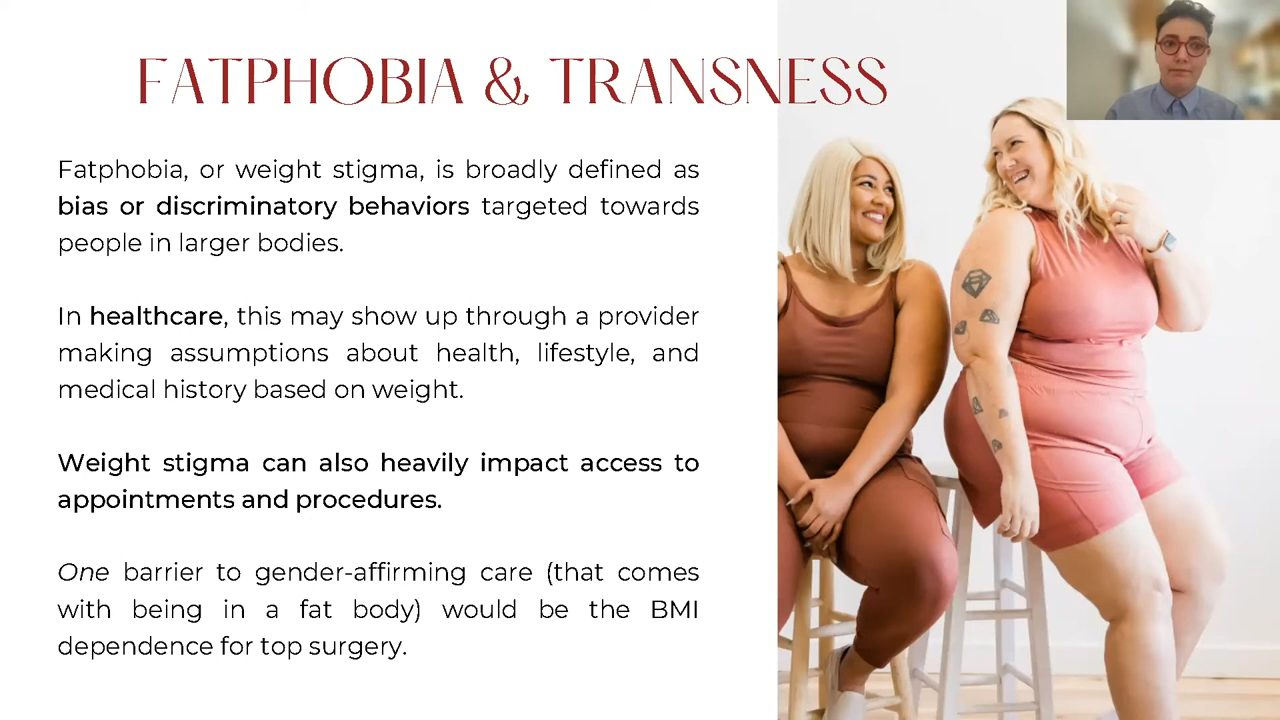 FATPHOBIA & TRANSNESS
Fatphobia, or weight stigma, is broadly defined as
bias or discriminatory behaviors targeted towards
people in larger bodies.
In healthcare, this may show up through a provider
making assumptions about health, lifestyle, and
medical history based on weight.
Weight stigma can also heavily impact access to
appointments and procedures.
One barrier to gender-affirming care (that comes
with being in a fat body) would be the BMI
dependence for top surgery.